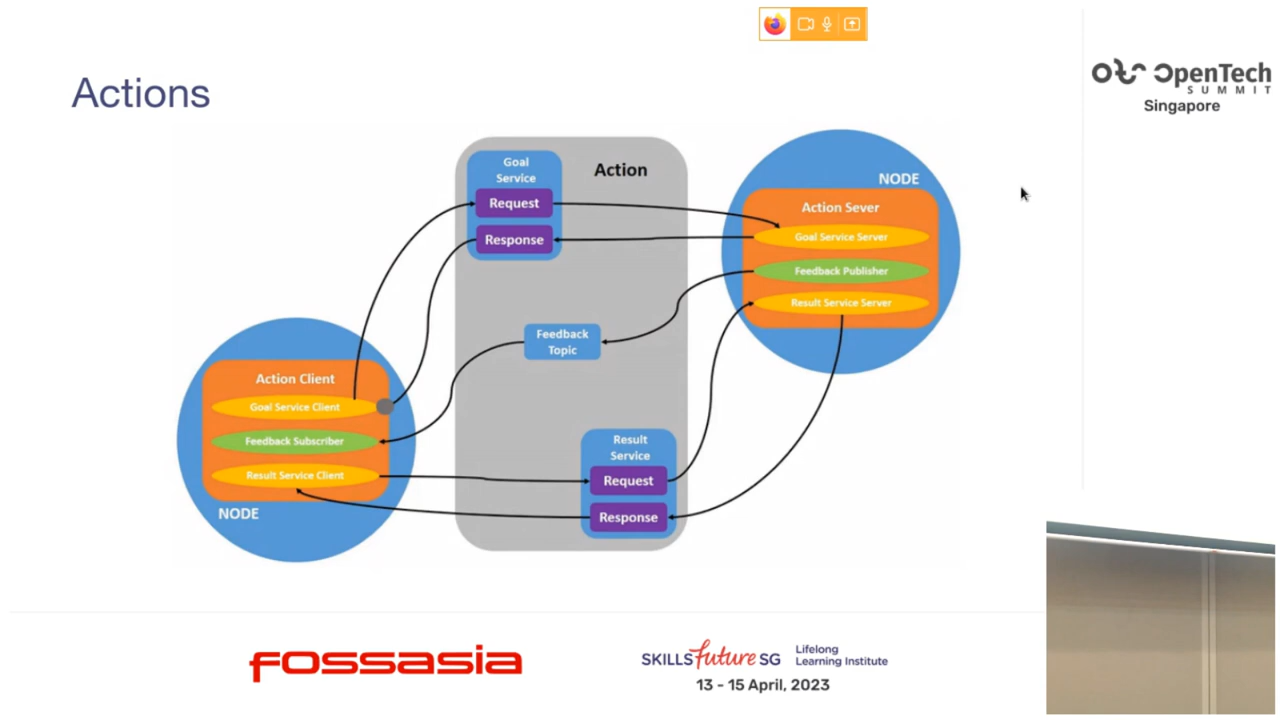 Actions
OpenTech
SUMMIT
Singapore
Goal
Service
Request
Response
Action
NODE
Action Sever
Goal Service Server
Feedback Publisher
Result Service Server
Feedback
Topic
Action Client
Goal Service Client
Feedback Subscriber
Result Service Client
NODE
Result
Service
Request
Response
fossasia
SKILLSfuture SG
Lifelong
Learning Institute
13 - 15 April, 2023